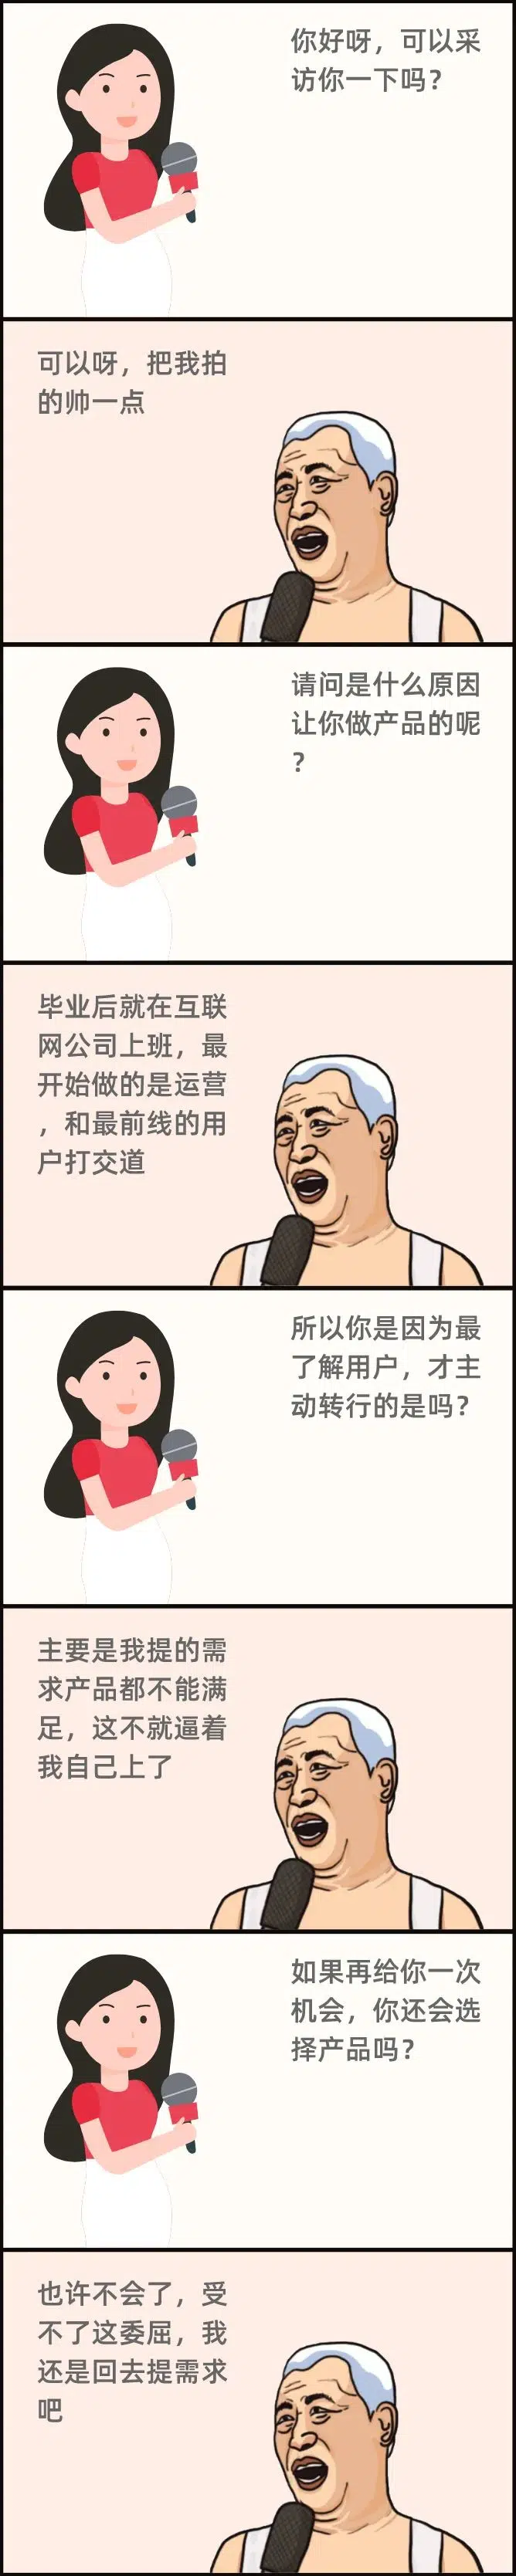 你好呀，可以采
访你一下吗？
可以呀，把我拍
的帅一点
请问是什么原因
让你做产品的呢
？
毕业后就在互联
网公司上班，最
开始做的是运营
，和最前线的用
户打交道
所以你是因为最
了解用户，才主
动转行的是吗？
主要是我提的需
求产品都不能满
足，这不就逼着
我自己上了
如果再给你一次
机会，你还会选
择产品吗？
也许不会了，受
不了这委屈，我
还是回去提需求
吧